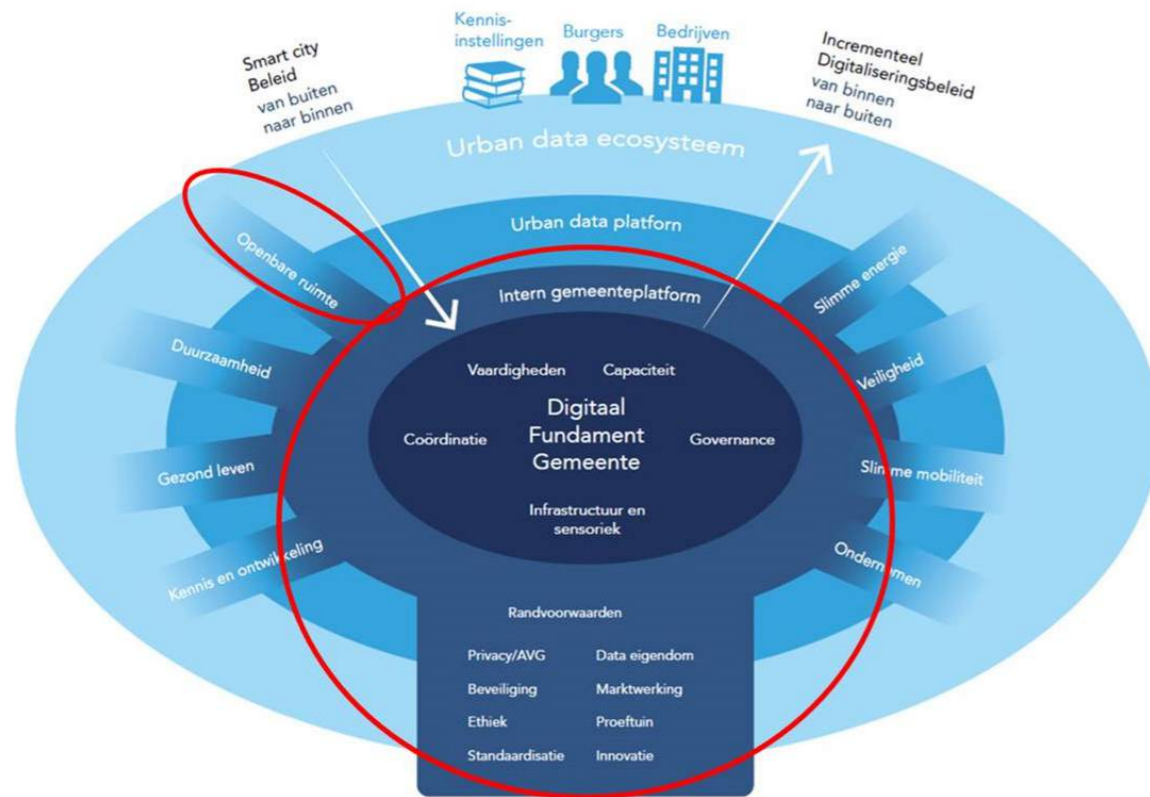 Kennis-
instellingen
Burgers
Bedrijven
Smart city
Beleid
van buiten
naar binnen
Incrementeel
Digitaliseringsbeleid
van binnen
naar buiten
Urban data ecosysteem
Urban data platforn
Intern gemeenteplatform
Openbare ruimte
Duurzaamheid
Gezond leven
Kennis en ontwikkeling
Slimme energie
Veiligheid
Slimme mobiliteit
Ondernemen
Vaardigheden
Capaciteit
Digitaal
Fundament
Gemeente
Coördinatie
Governance
Infrastructuur en
sensoriek
Randvoorwaarden
Privacy/AVG
Data eigendom
Beveiliging
Marktwerking
Ethiek
Proeftuin
Standaardisatie
Innovatie